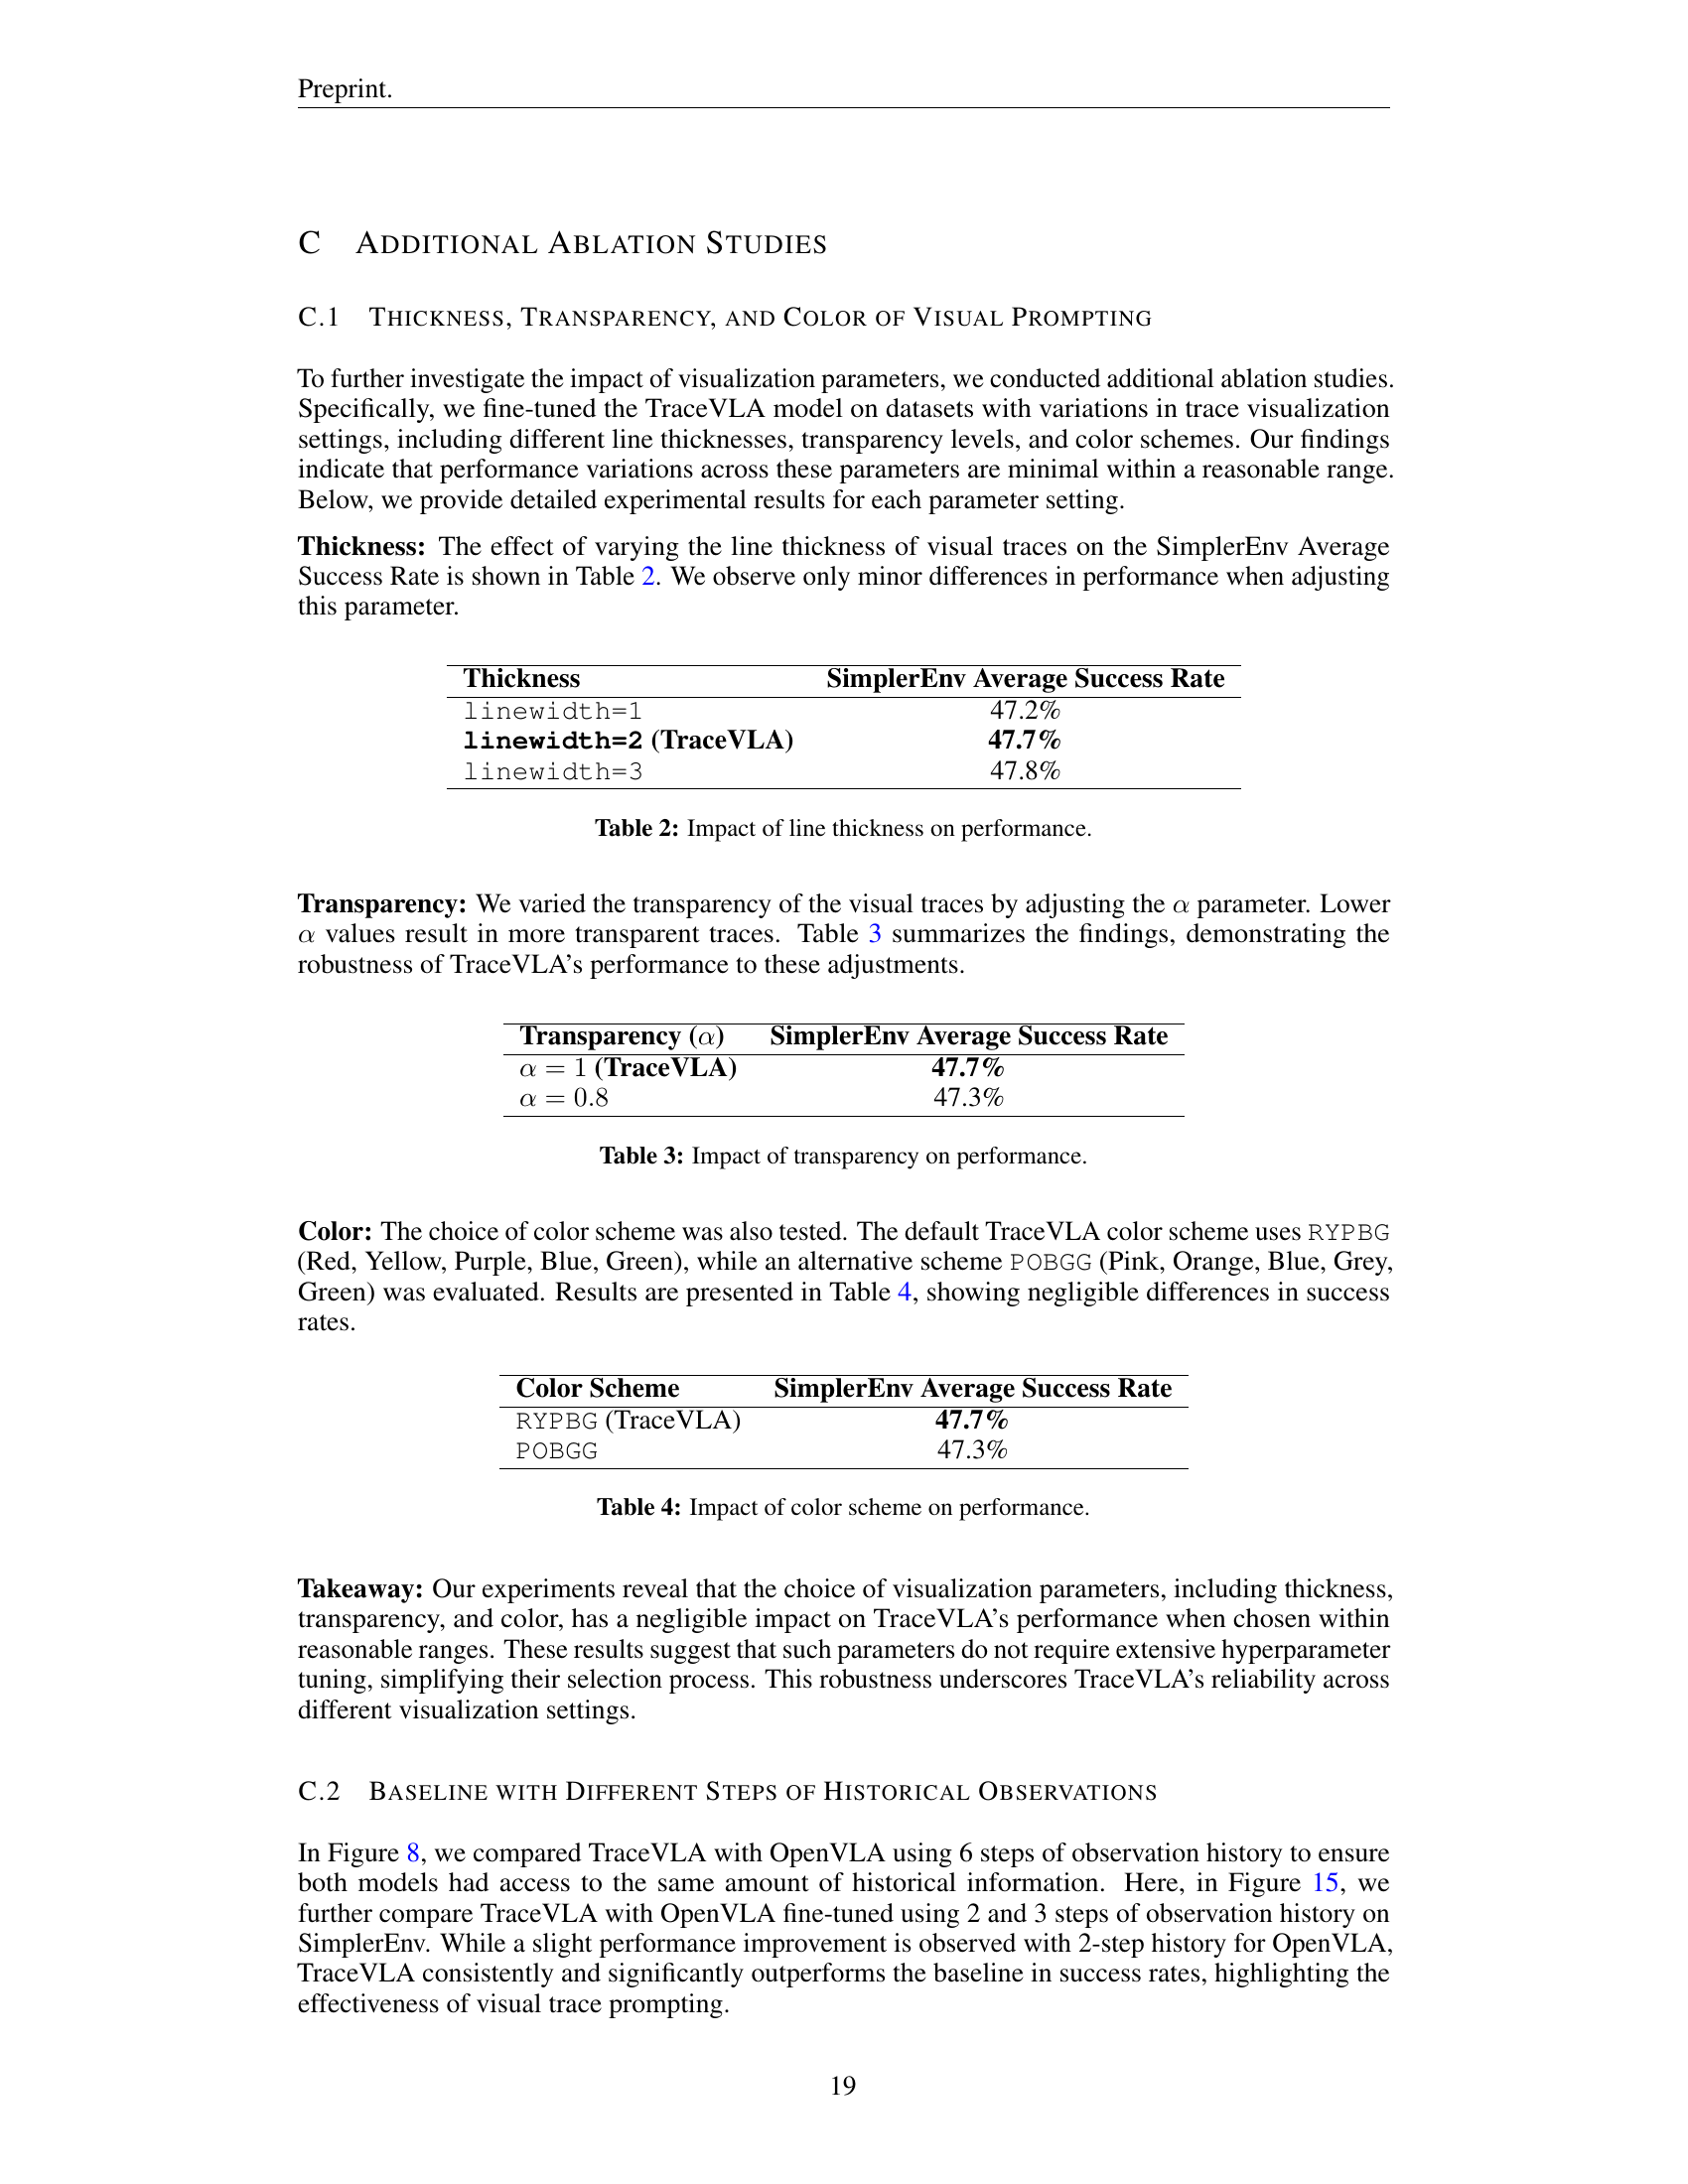 Preprint.
C ADDITIONAL ABLATION STUDIES
C.1 THICKNESS, TRANSPARENCY, AND COLOR OF VISUAL PROMPTING
To further investigate the impact of visualization parameters, we conducted additional ablation studies.
Specifically, we fine-tuned the TraceVLA model on datasets with variations in trace visualization
settings, including different line thicknesses, transparency levels, and color schemes. Our findings
indicate that performance variations across these parameters are minimal within a reasonable range.
Below, we provide detailed experimental results for each parameter setting.
Thickness: The effect of varying the line thickness of visual traces on the SimplerEnv Average
Success Rate is shown in Table 2. We observe only minor differences in performance when adjusting
this parameter.
Thickness SimplerEnv Average Success Rate
linewidth=1 47.2%
linewidth=2 (TraceVLA) 47.7%
linewidth=3 47.8%
Table 2: Impact of line thickness on performance.
Transparency: We varied the transparency of the visual traces by adjusting the α parameter. Lower
α values result in more transparent traces. Table 3 summarizes the findings, demonstrating the
robustness of TraceVLA's performance to these adjustments.
Transparency (α) SimplerEnv Average Success Rate
α = 1 (TraceVLA) 47.7%
α = 0.8 47.3%
Table 3: Impact of transparency on performance.
Color: The choice of color scheme was also tested. The default TraceVLA color scheme uses RYPBG
(Red, Yellow, Purple, Blue, Green), while an alternative scheme POBGG (Pink, Orange, Blue, Grey,
Green) was evaluated. Results are presented in Table 4, showing negligible differences in success
rates.
Color Scheme SimplerEnv Average Success Rate
RYPBG (TraceVLA) 47.7%
POBGG 47.3%
Table 4: Impact of color scheme on performance.
Takeaway: Our experiments reveal that the choice of visualization parameters, including thickness,
transparency, and color, has a negligible impact on TraceVLA's performance when chosen within
reasonable ranges. These results suggest that such parameters do not require extensive hyperparameter
tuning, simplifying their selection process. This robustness underscores TraceVLA's reliability across
different visualization settings.
C.2 BASELINE WITH DIFFERENT STEPS OF HISTORICAL OBSERVATIONS
In Figure 8, we compared TraceVLA with OpenVLA using 6 steps of observation history to ensure
both models had access to the same amount of historical information. Here, in Figure 15, we
further compare TraceVLA with OpenVLA fine-tuned using 2 and 3 steps of observation history on
SimplerEnv. While a slight performance improvement is observed with 2-step history for OpenVLA,
TraceVLA consistently and significantly outperforms the baseline in success rates, highlighting the
effectiveness of visual trace prompting.
19